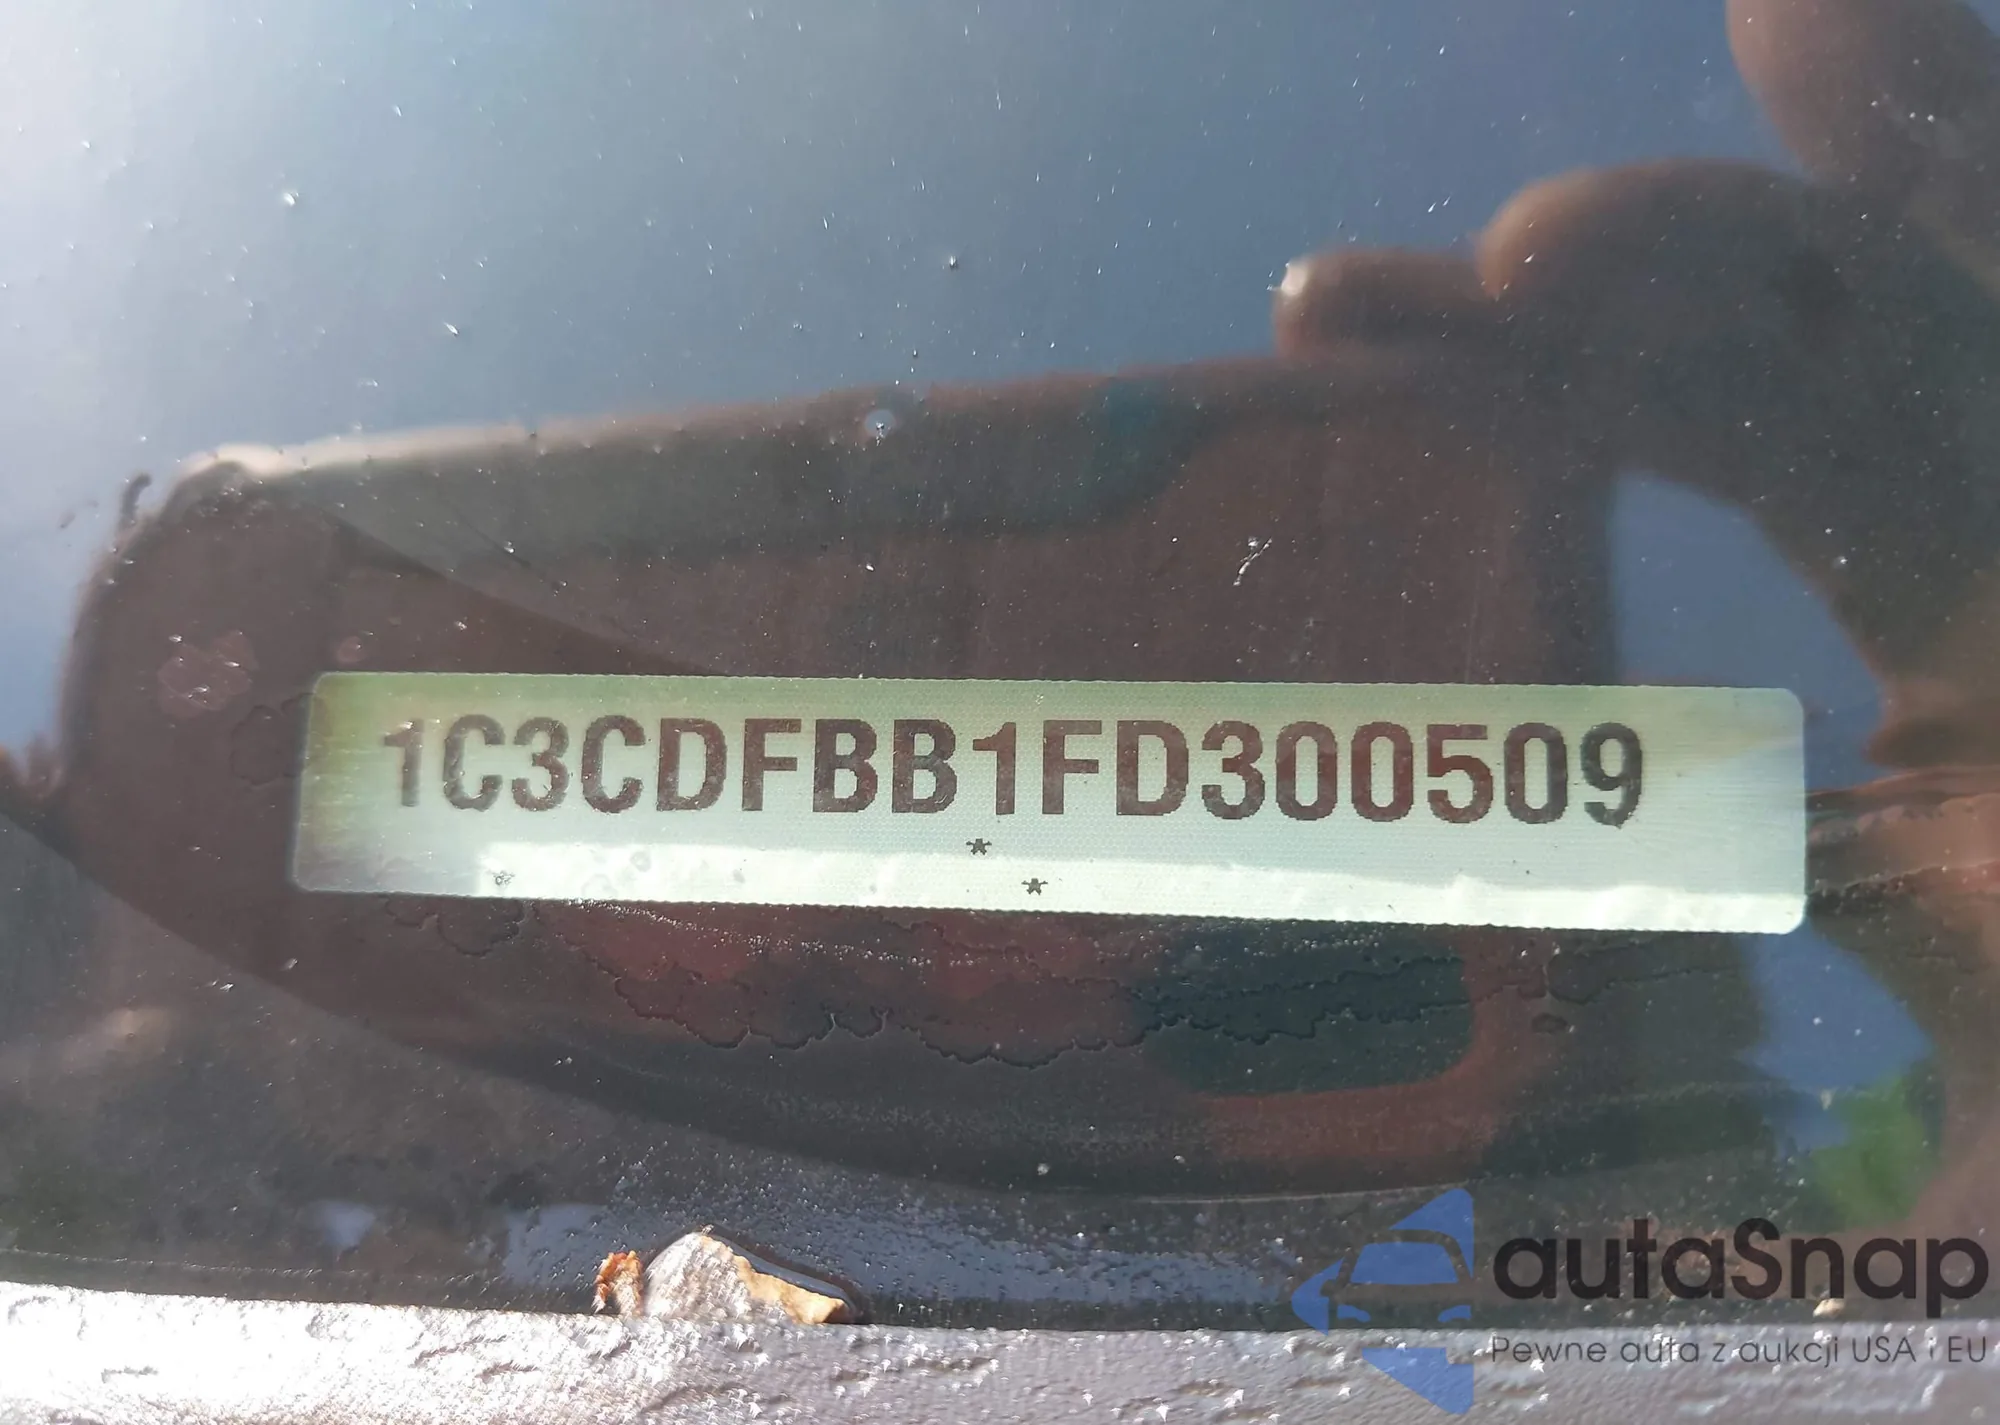 1C3CDFBB1FD300509
*
*
autaSnap
Pewne auta z aukcji USA i EU